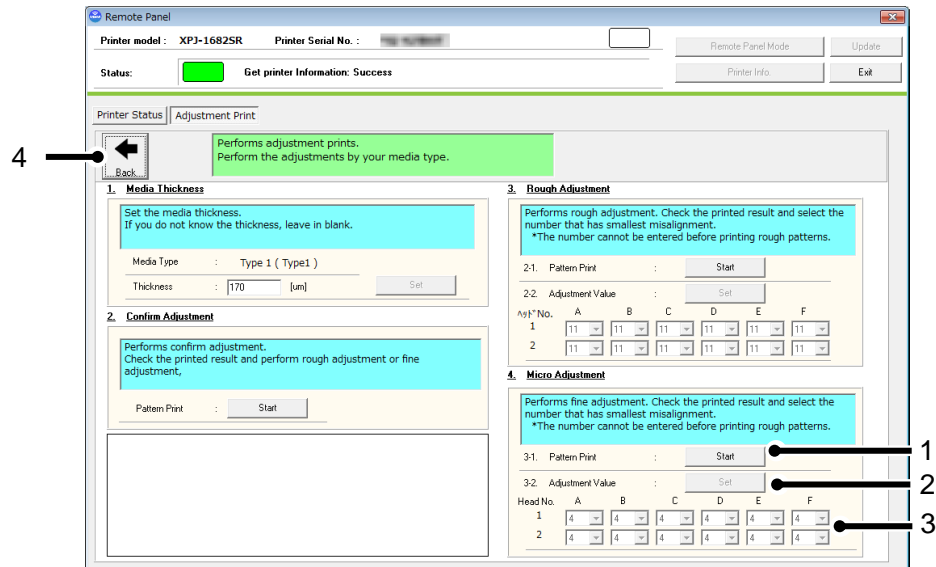 Remote Panel
Printer model : XPJ-1682SR Printer Serial No. :
Remote Panel Mode Update
Status: Get printer Information: Success
Printer Info. Exit
Printer Status Adjustment Print
4
Back
Performs adjustment prints.
Perform the adjustments by your media type.
1. Media Thickness
Set the media thickness.
If you do not know the thickness, leave in blank.
Media Type : Type 1 ( Type1 )
Thickness : 170 [um] Set
2. Confirm Adjustment
Performs confirm adjustment.
Check the printed result and perform rough adjustment or fine
adjustment,
Pattern Print : Start
3. Rough Adjustment
Performs rough adjustment. Check the printed result and select the
number that has smallest misalignment.
*The number cannot be entered before printing rough patterns.
2-1. Pattern Print : Start
2-2. Adjustment Value : Set
ﾍｯﾄﾞNo. A B C D E F
1 11 11 11 11 11 11
2 11 11 11 11 11 11
4. Micro Adjustment
Performs fine adjustment. Check the printed result and select the
number that has smallest misalignment.
*The number cannot be entered before printing rough patterns.
3-1. Pattern Print : Start 1
3-2. Adjustment Value : Set 2
Head No. A B C D E F
1 4 4 4 4 4 4
3
2 4 4 4 4 4 4